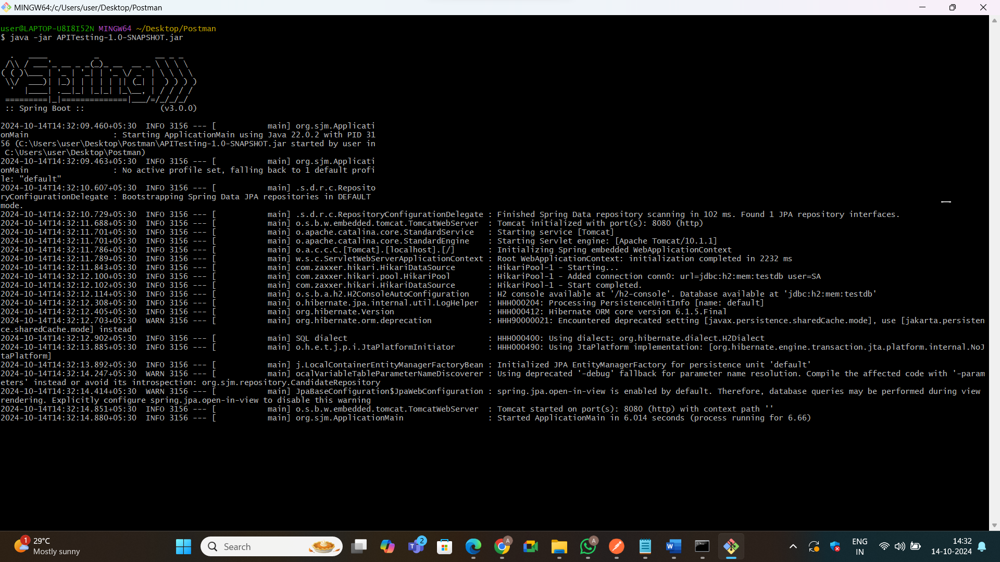 MINGW64:/c/Users/user/Desktop/Postman
user@LAPTOP-U8I8I52N MINGW64 ~/Desktop/Postman
$ java -jar APITesting-1.0-SNAPSHOT.jar
  .   ____          _            __ _ _
 /\\ / ___'_ __ _ _(_)_ __  __ _ \ \ \ \
( ( )\___ | '_ | '_| | '_ \/ _` | \ \ \ \
 \\/  ___)| |_)| | | | | || (_| |  ) ) ) )
  '  |____| .__|_| |_|_| |_\__, | / / / /
 =========|_|==============|___/=/_/_/_/
 :: Spring Boot ::                (v3.0.0)
2024-10-14T14:32:09.460+05:30  INFO 3156 --- [           main] org.sjm.Applicati
onMain                  : Starting ApplicationMain using Java 22.0.2 with PID 31
56 (C:\Users\user\Desktop\Postman\APITesting-1.0-SNAPSHOT.jar started by user in
 C:\Users\user\Desktop\Postman)
2024-10-14T14:32:09.463+05:30  INFO 3156 --- [           main] org.sjm.Applicati
onMain                  : No active profile set, falling back to 1 default profi
le: "default"
2024-10-14T14:32:10.607+05:30  INFO 3156 --- [           main] .s.d.r.c.Reposito
ryConfigurationDelegate : Bootstrapping Spring Data JPA repositories in DEFAULT
mode.
2024-10-14T14:32:10.729+05:30  INFO 3156 --- [           main] .s.d.r.c.RepositoryConfigurationDelegate : Finished Spring Data repository scanning in 102 ms. Found 1 JPA repository interfaces.
2024-10-14T14:32:11.688+05:30  INFO 3156 --- [           main] o.s.b.w.embedded.tomcat.TomcatWebServer  : Tomcat initialized with port(s): 8080 (http)
2024-10-14T14:32:11.701+05:30  INFO 3156 --- [           main] o.apache.catalina.core.StandardService   : Starting service [Tomcat]
2024-10-14T14:32:11.701+05:30  INFO 3156 --- [           main] o.apache.catalina.core.StandardEngine    : Starting Servlet engine: [Apache Tomcat/10.1.1]
2024-10-14T14:32:11.786+05:30  INFO 3156 --- [           main] o.a.c.c.C.[Tomcat].[localhost].[/]       : Initializing Spring embedded WebApplicationContext
2024-10-14T14:32:11.789+05:30  INFO 3156 --- [           main] w.s.c.ServletWebServerApplicationContext : Root WebApplicationContext: initialization completed in 2232 ms
2024-10-14T14:32:11.843+05:30  INFO 3156 --- [           main] com.zaxxer.hikari.HikariDataSource       : HikariPool-1 - Starting...
2024-10-14T14:32:12.100+05:30  INFO 3156 --- [           main] com.zaxxer.hikari.pool.HikariPool        : HikariPool-1 - Added connection conn0: url=jdbc:h2:mem:testdb user=SA
2024-10-14T14:32:12.102+05:30  INFO 3156 --- [           main] com.zaxxer.hikari.HikariDataSource       : HikariPool-1 - Start completed.
2024-10-14T14:32:12.114+05:30  INFO 3156 --- [           main] o.s.b.a.h2.H2ConsoleAutoConfiguration    : H2 console available at '/h2-console'. Database available at 'jdbc:h2:mem:testdb'
2024-10-14T14:32:12.308+05:30  INFO 3156 --- [           main] o.hibernate.jpa.internal.util.LogHelper  : HHH000204: Processing PersistenceUnitInfo [name: default]
2024-10-14T14:32:12.405+05:30  INFO 3156 --- [           main] org.hibernate.Version                    : HHH000412: Hibernate ORM core version 6.1.5.Final
2024-10-14T14:32:12.703+05:30  WARN 3156 --- [           main] org.hibernate.orm.deprecation            : HHH90000021: Encountered deprecated setting [javax.persistence.sharedCache.mode], use [jakarta.persisten
ce.sharedCache.mode] instead
2024-10-14T14:32:12.902+05:30  INFO 3156 --- [           main] SQL dialect                              : HHH000400: Using dialect: org.hibernate.dialect.H2Dialect
2024-10-14T14:32:13.885+05:30  INFO 3156 --- [           main] o.h.e.t.j.p.i.JtaPlatformInitiator       : HHH000490: Using JtaPlatform implementation: [org.hibernate.engine.transaction.jta.platform.internal.NoJ
taPlatform]
2024-10-14T14:32:13.892+05:30  INFO 3156 --- [           main] j.LocalContainerEntityManagerFactoryBean : Initialized JPA EntityManagerFactory for persistence unit 'default'
2024-10-14T14:32:14.247+05:30  WARN 3156 --- [           main] ocalVariableTableParameterNameDiscoverer : Using deprecated '-debug' fallback for parameter name resolution. Compile the affected code with '-param
eters' instead or avoid its introspection: org.sjm.repository.CandidateRepository
2024-10-14T14:32:14.414+05:30  WARN 3156 --- [           main] JpaBaseConfiguration$JpaWebConfiguration : spring.jpa.open-in-view is enabled by default. Therefore, database queries may be performed during view
rendering. Explicitly configure spring.jpa.open-in-view to disable this warning
2024-10-14T14:32:14.851+05:30  INFO 3156 --- [           main] o.s.b.w.embedded.tomcat.TomcatWebServer  : Tomcat started on port(s): 8080 (http) with context path ''
2024-10-14T14:32:14.880+05:30  INFO 3156 --- [           main] org.sjm.ApplicationMain                  : Started ApplicationMain in 6.014 seconds (process running for 6.66)
1
29°C
Mostly sunny
Search
2
A
A
ENG
IN
14:32
14-10-2024